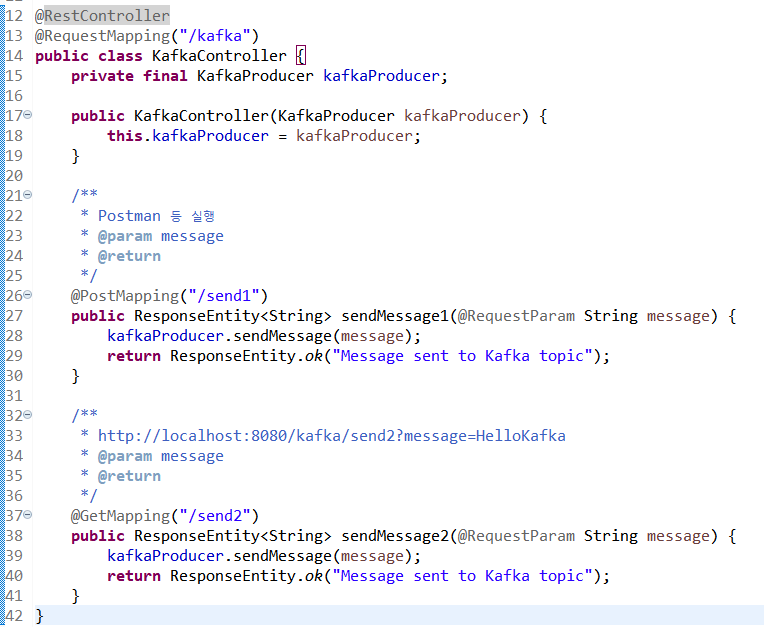 12 @RestController
13 @RequestMapping("/kafka")
14 public class KafkaController {
15     private final KafkaProducer kafkaProducer;
16
17     public KafkaController(KafkaProducer kafkaProducer) {
18         this.kafkaProducer = kafkaProducer;
19     }
20
21     /**
22      * Postman 등 실행
23      * @param message
24      * @return
25      */
26     @PostMapping("/send1")
27     public ResponseEntity<String> sendMessage1(@RequestParam String message) {
28         kafkaProducer.sendMessage(message);
29         return ResponseEntity.ok("Message sent to Kafka topic");
30     }
31
32     /**
33      * http://localhost:8080/kafka/send2?message=HelloKafka
34      * @param message
35      * @return
36      */
37     @GetMapping("/send2")
38     public ResponseEntity<String> sendMessage2(@RequestParam String message) {
39         kafkaProducer.sendMessage(message);
40         return ResponseEntity.ok("Message sent to Kafka topic");
41     }
42 }